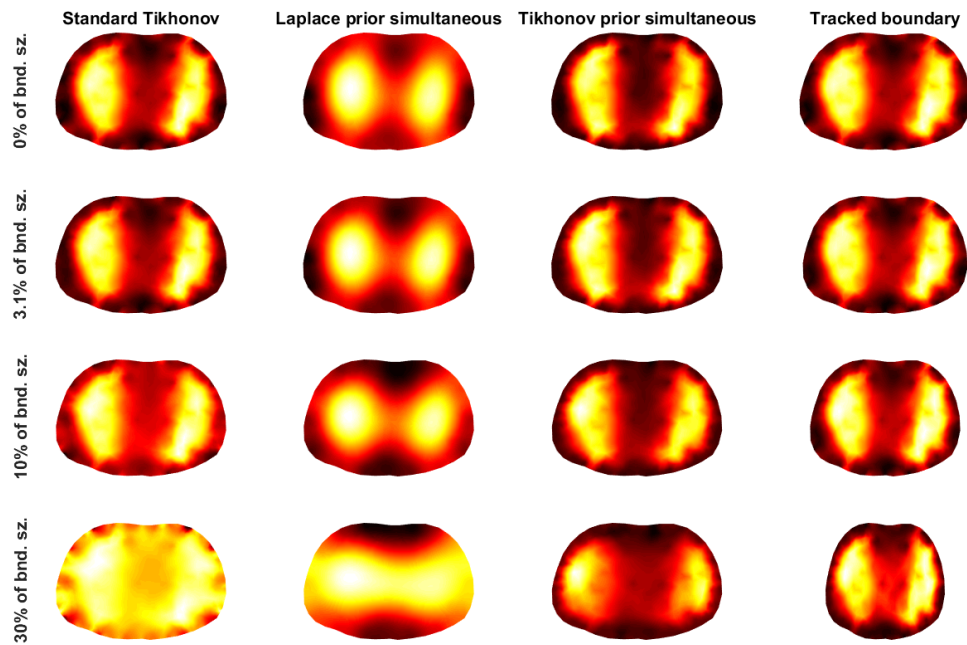 Standard Tikhonov
Laplace prior simultaneous
Tikhonov prior simultaneous
Tracked boundary
0% of bnd. sz.
3.1% of bnd. sz.
10% of bnd. sz.
30% of bnd. sz.